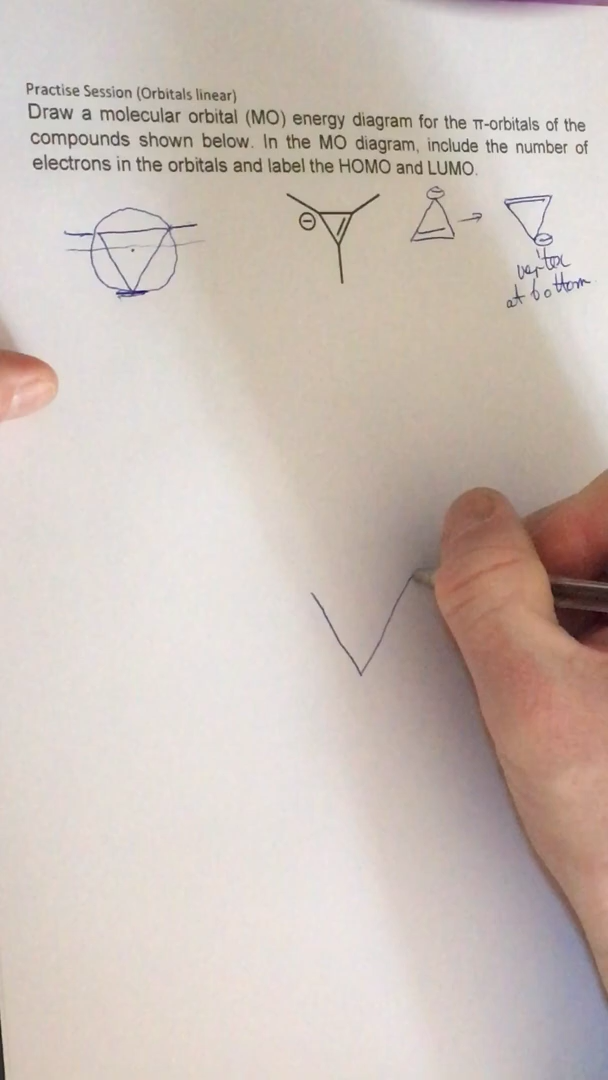 Practise Session (Orbitals linear)
Draw a molecular orbital (MO) energy diagram for the π-orbitals of the
compounds shown below. In the MO diagram, include the number of
electrons in the orbitals and label the HOMO and LUMO.
vertex
at bottom.